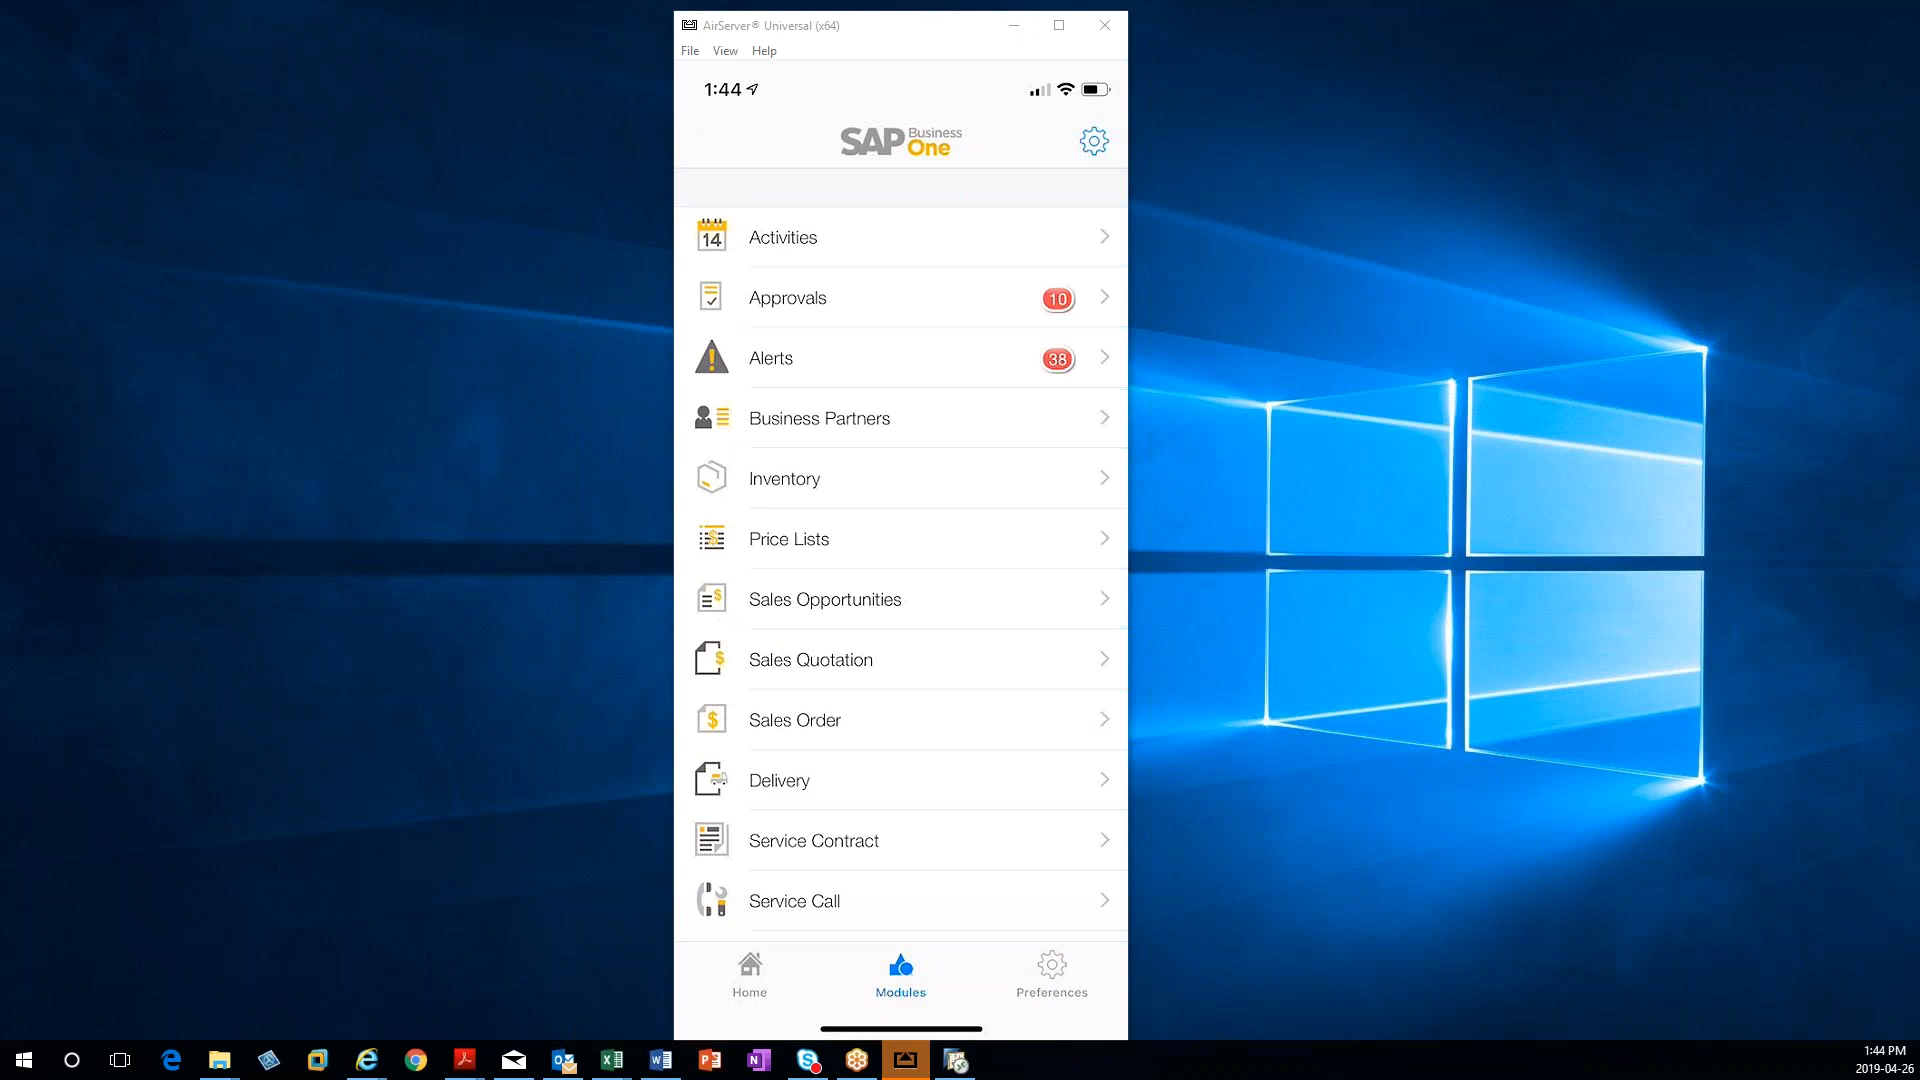 AirServer® Universal (x64)
File View Help
1:44
SAP Business One
14 Activities
Approvals 10
Alerts 38
Business Partners
Inventory
Price Lists
Sales Opportunities
Sales Quotation
Sales Order
Delivery
Service Contract
Service Call
Home Modules Preferences
1:44 PM
2019-04-26